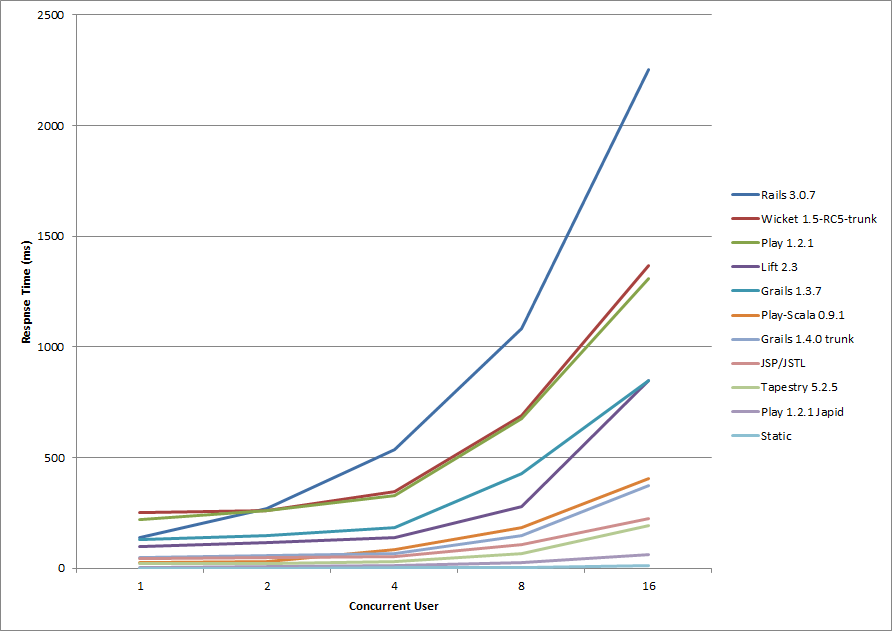 2500
2000
1500
1000
500
0
Respnse Time (ms)
1 2 4 8 16
Concurrent User
Rails 3.0.7
Wicket 1.5-RC5-trunk
Play 1.2.1
Lift 2.3
Grails 1.3.7
Play-Scala 0.9.1
Grails 1.4.0 trunk
JSP/JSTL
Tapestry 5.2.5
Play 1.2.1 Japid
Static